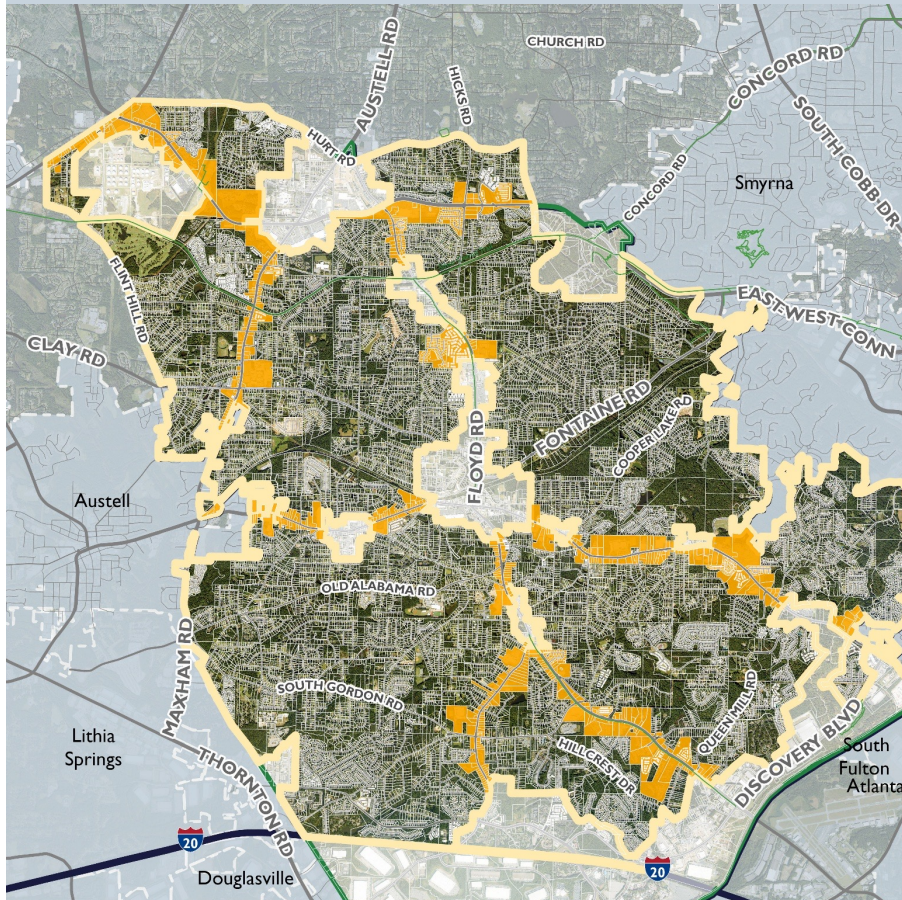 AUSTELL RD
CHURCH RD
CONCORD RD
HICKS RD
SOUTH COBB DR
HURT RD
CONCORD RD
Smyrna
FLINT HILL RD
EAST-WEST CONN
CLAY RD
FLOYD RD
FONTAINE RD
COOPER LAKE RD
Austell
OLD ALABAMA RD
MAXHAM RD
SOUTH GORDON RD
QUEEN MILL RD
Lithia
Springs
THORNTON RD
HILLCREST DR
DISCOVERY BLVD
South
Fulton
Atlanta
20
20
Douglasville